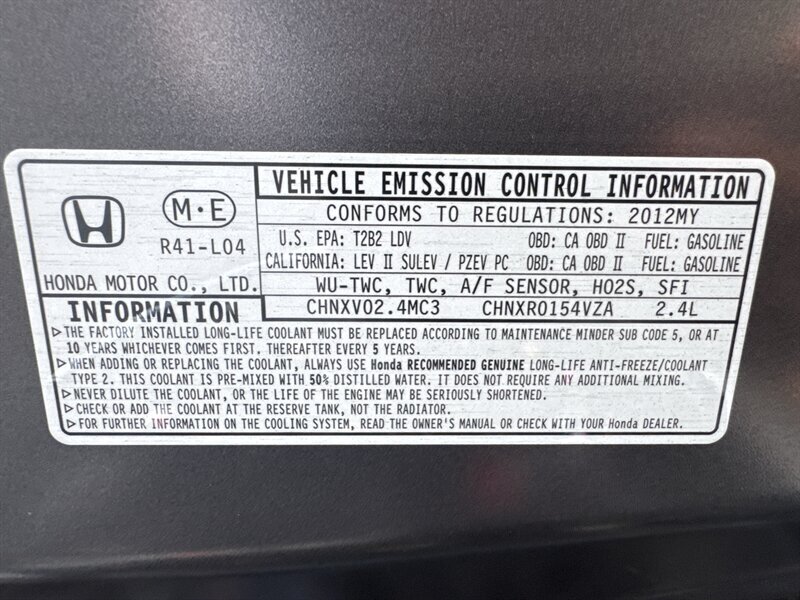 VEHICLE EMISSION CONTROL INFORMATION
M·E
R41-L04
HONDA MOTOR CO., LTD.
CONFORMS TO REGULATIONS: 2012MY
U.S. EPA: T2B2 LDV OBD: CA OBD II FUEL: GASOLINE
CALIFORNIA: LEV II SULEV / PZEV PC OBD: CA OBD II FUEL: GASOLINE
WU-TWC, TWC, A/F SENSOR, HO2S, SFI
CHNXV02.4MC3 CHNXR0154VZA 2.4L
INFORMATION
▷THE FACTORY INSTALLED LONG-LIFE COOLANT MUST BE REPLACED ACCORDING TO MAINTENANCE MINDER SUB CODE 5, OR AT
10 YEARS WHICHEVER COMES FIRST. THEREAFTER EVERY 5 YEARS.
▷WHEN ADDING OR REPLACING THE COOLANT, ALWAYS USE Honda RECOMMENDED GENUINE LONG-LIFE ANTI-FREEZE/COOLANT
TYPE 2. THIS COOLANT IS PRE-MIXED WITH 50% DISTILLED WATER. IT DOES NOT REQUIRE ANY ADDITIONAL MIXING.
▷NEVER DILUTE THE COOLANT, OR THE LIFE OF THE ENGINE MAY BE SERIOUSLY SHORTENED.
▷CHECK OR ADD THE COOLANT AT THE RESERVE TANK, NOT THE RADIATOR.
▷FOR FURTHER INFORMATION ON THE COOLING SYSTEM, READ THE OWNER'S MANUAL OR CHECK WITH YOUR Honda DEALER.